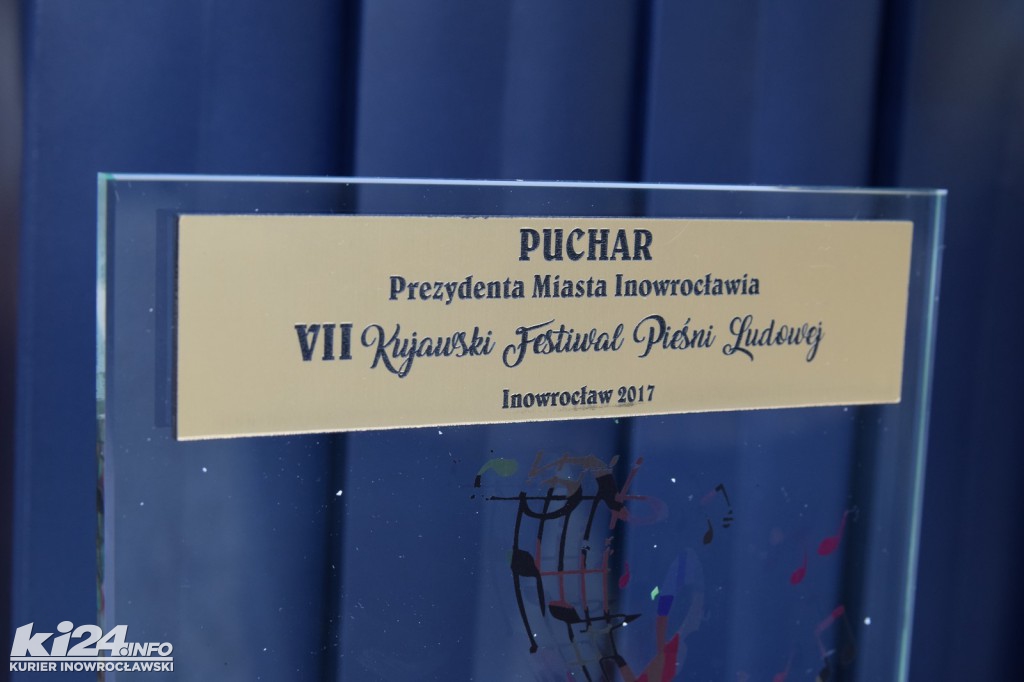 PUCHAR
Prezydenta Miasta Inowrocławia
VII Kujawski Festiwal Pieśni Ludowej
Inowrocław 2017
ki24.INFO
KURIER INOWROCŁAWSKI